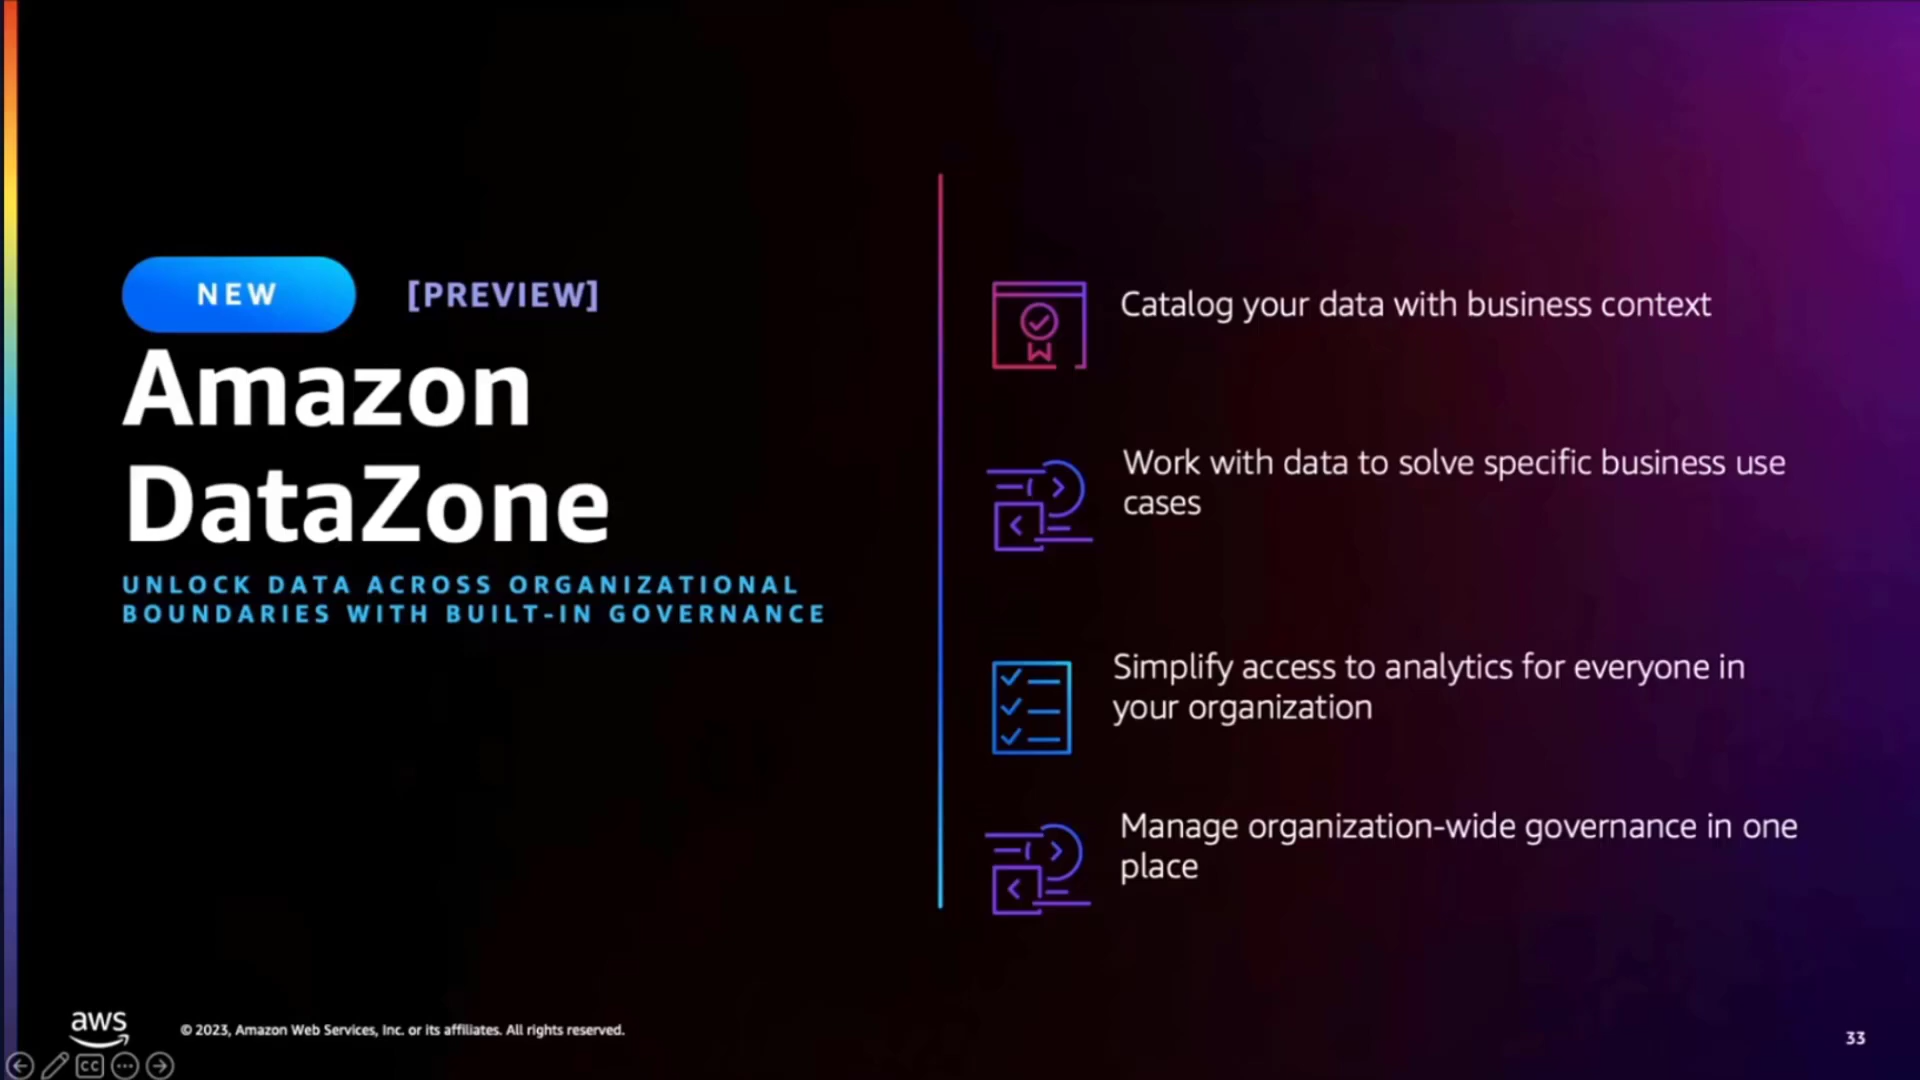 NEW
[PREVIEW]
Amazon
DataZone
UNLOCK DATA ACROSS ORGANIZATIONAL
BOUNDARIES WITH BUILT-IN GOVERNANCE
Catalog your data with business context
Work with data to solve specific business use
cases
Simplify access to analytics for everyone in
your organization
Manage organization-wide governance in one
place
aws
© 2023, Amazon Web Services, Inc. or its affiliates. All rights reserved.
33
CC